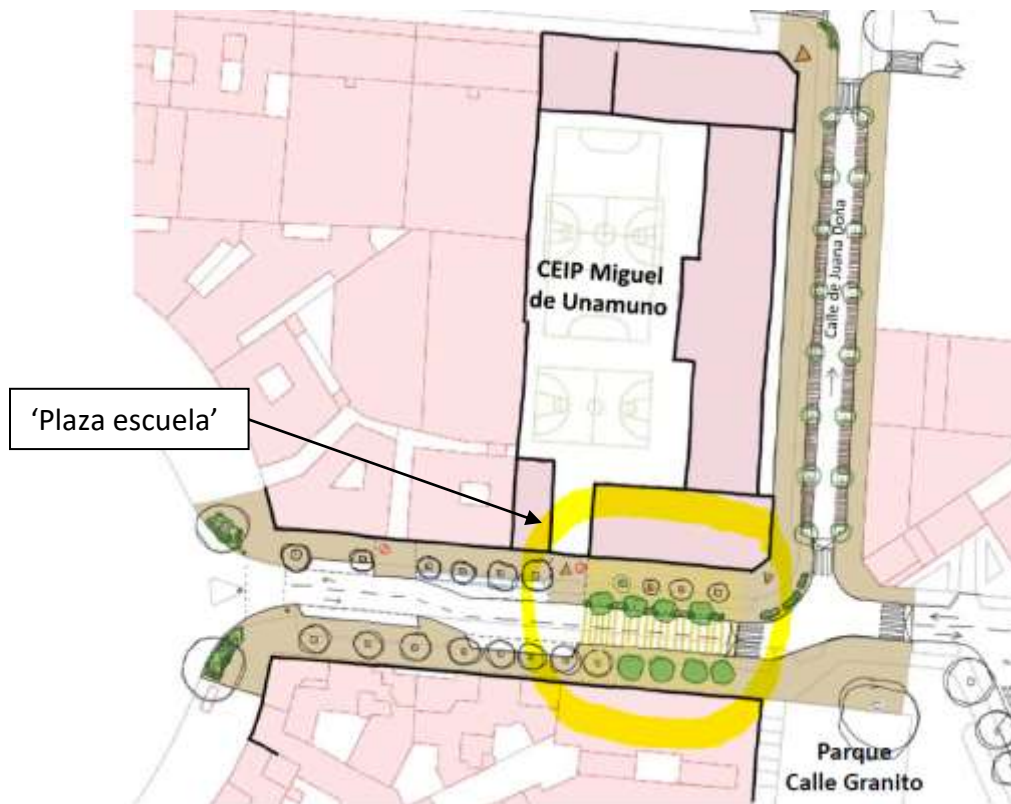 CEIP Miguel
de Unamuno
Calle de Juana Doña
'Plaza escuela'
Parque
Calle Granito